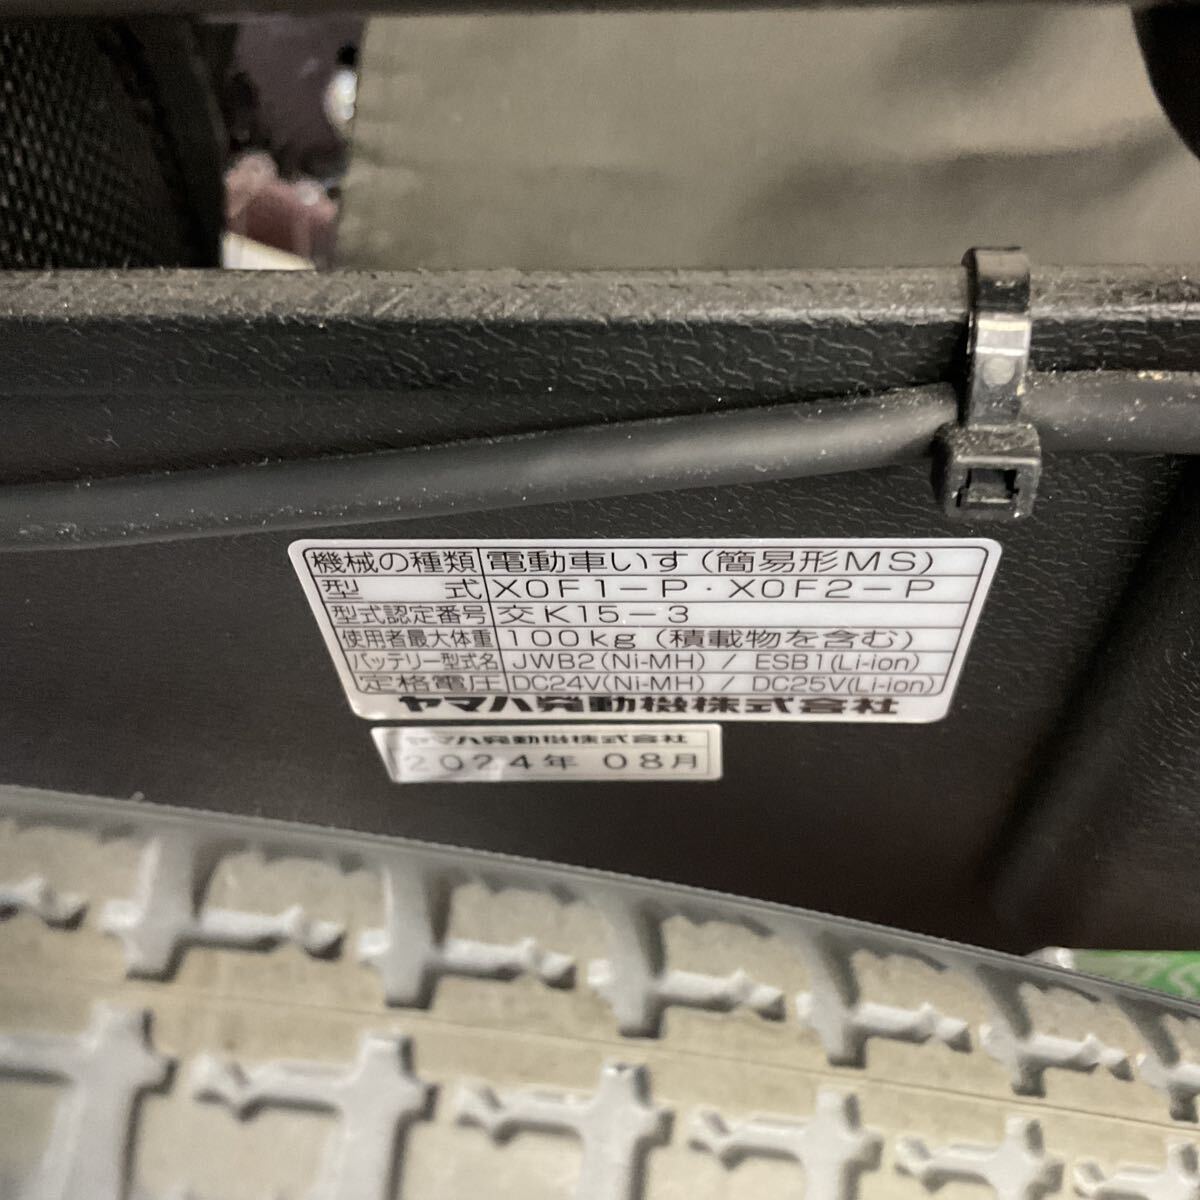 機械の種類 電動車いす(簡易形MS)
型式 X0F1-P・X0F2-P
型式認定番号 交K15-3
使用者最大体重 100kg(積載物を含む)
バッテリー型式名 JWB2(Ni-MH) / ESB1(Li-ion)
定格電圧 DC24V(Ni-MH) / DC25V(Li-ion)
ヤマハ発動機株式会社
ヤマハ発動機株式会社
2024年 08月